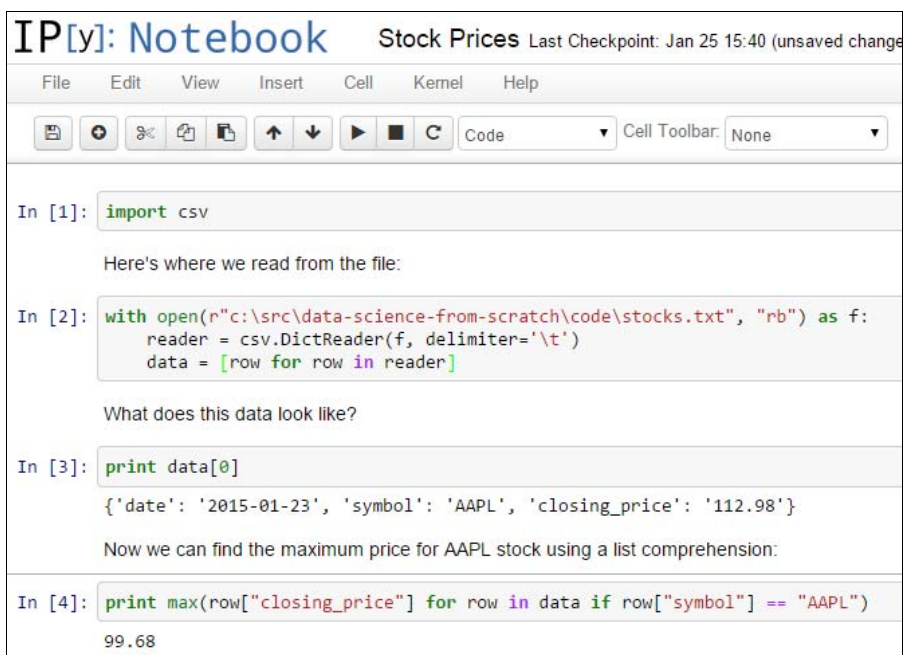 IP[y]: Notebook Stock Prices Last Checkpoint: Jan 25 15:40 (unsaved change
File Edit View Insert Cell Kernel Help
Code Cell Toolbar: None
In [1]: import csv
Here's where we read from the file:
In [2]: with open(r"c:\src\data-science-from-scratch\code\stocks.txt", "rb") as f:
    reader = csv.DictReader(f, delimiter='\t')
    data = [row for row in reader]
What does this data look like?
In [3]: print data[0]
{'date': '2015-01-23', 'symbol': 'AAPL', 'closing_price': '112.98'}
Now we can find the maximum price for AAPL stock using a list comprehension:
In [4]: print max(row["closing_price"] for row in data if row["symbol"] == "AAPL")
99.68